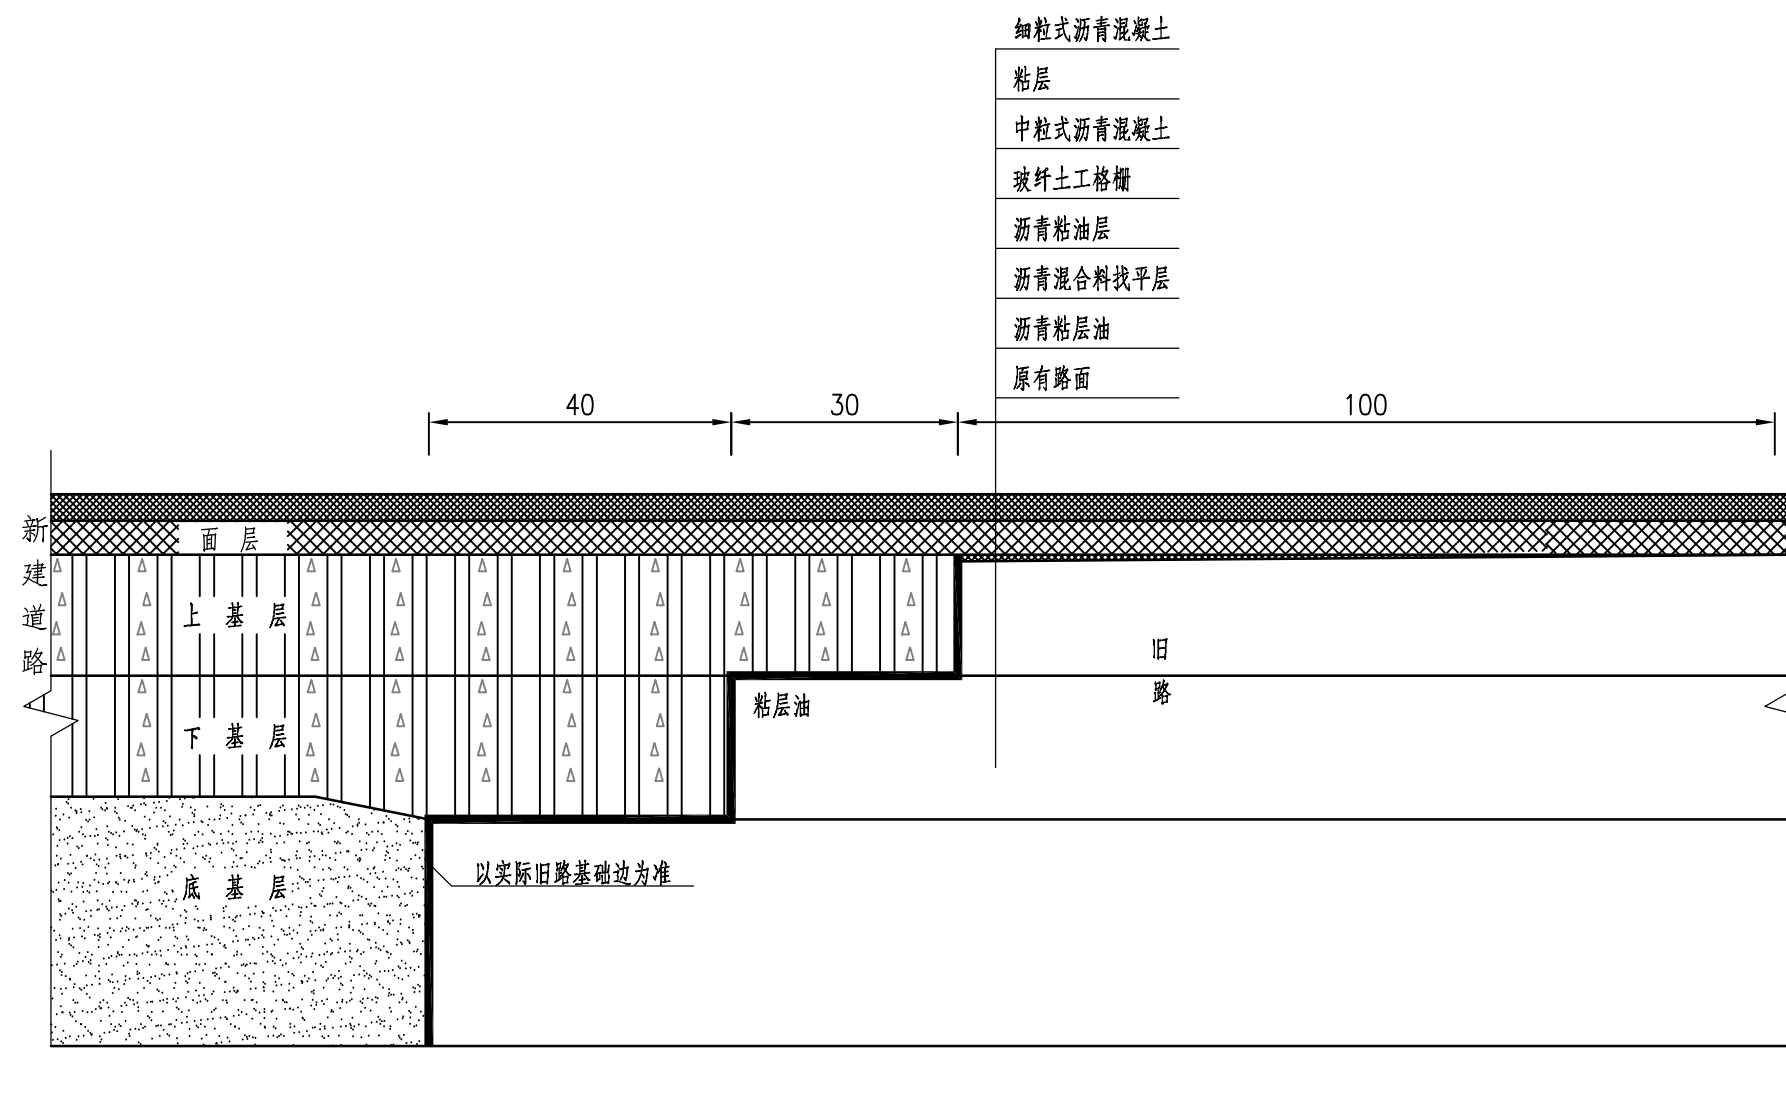 细粒式沥青混凝土
粘层
中粒式沥青混凝土
玻纤土工格栅
沥青粘油层
沥青混合料找平层
沥青粘层油
原有路面
40
30
100
新建道路
面层
上基层
旧路
粘层油
下基层
以实际旧路基础边为准
底基层